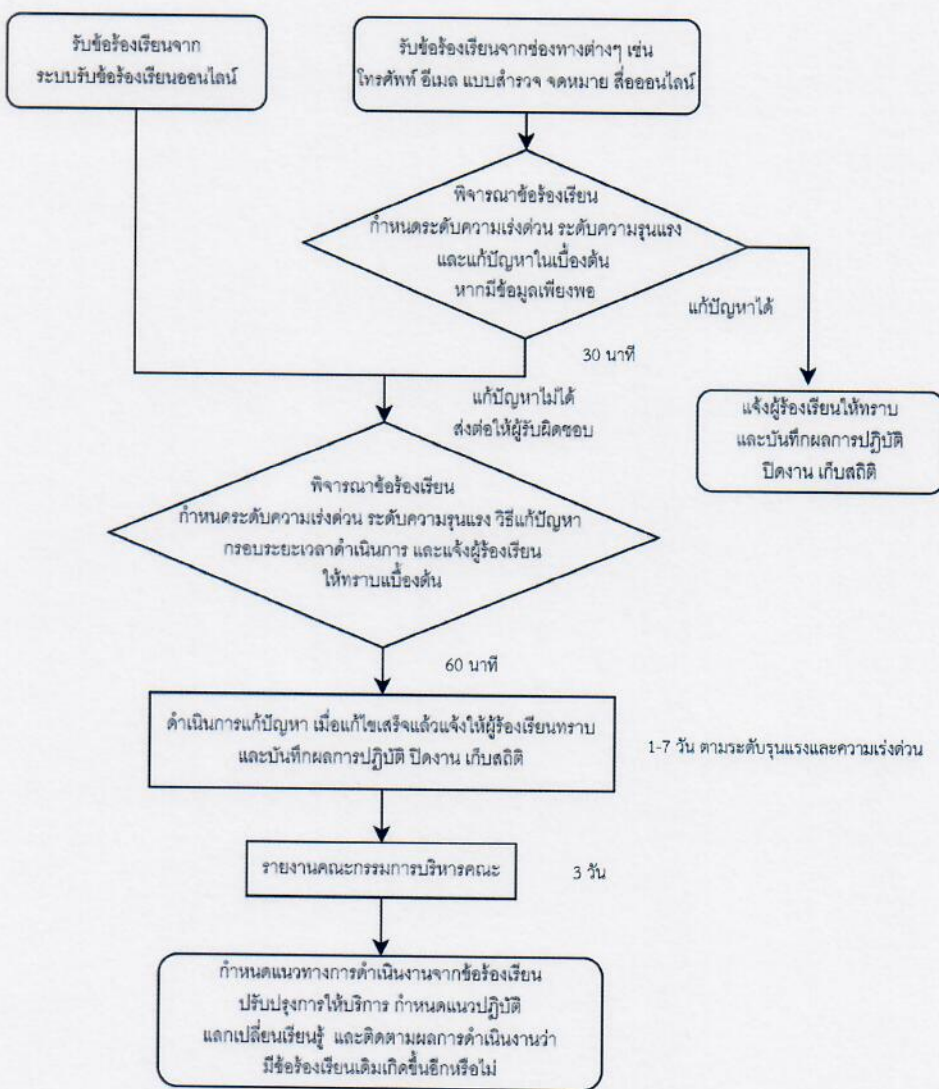 รับข้อร้องเรียนจาก
ระบบรับข้อร้องเรียนออนไลน์
รับข้อร้องเรียนจากช่องทางต่างๆ เช่น
โทรศัพท์ อีเมล แบบสำรวจ จดหมาย สื่อออนไลน์
พิจารณาข้อร้องเรียน
กำหนดระดับความเร่งด่วน ระดับความรุนแรง
และแก้ปัญหาในเบื้องต้น
หากมีข้อมูลเพียงพอ
แก้ปัญหาได้
30 นาที
แก้ปัญหาไม่ได้
ส่งต่อให้ผู้รับผิดชอบ
แจ้งผู้ร้องเรียนให้ทราบ
และบันทึกผลการปฏิบัติ
ปิดงาน เก็บสถิติ
พิจารณาข้อร้องเรียน
กำหนดระดับความเร่งด่วน ระดับความรุนแรง วิธีแก้ปัญหา
กรอบระยะเวลาดำเนินการ และแจ้งผู้ร้องเรียน
ให้ทราบเบื้องต้น
60 นาที
ดำเนินการแก้ปัญหา เมื่อแก้ไขเสร็จแล้วแจ้งให้ผู้ร้องเรียนทราบ
และบันทึกผลการปฏิบัติ ปิดงาน เก็บสถิติ
1-7 วัน ตามระดับรุนแรงและความเร่งด่วน
รายงานคณะกรรมการบริหารคณะ
3 วัน
กำหนดแนวทางการดำเนินงานจากข้อร้องเรียน
ปรับปรุงการให้บริการ กำหนดแนวปฏิบัติ
แลกเปลี่ยนเรียนรู้ และติดตามผลการดำเนินงานว่า
มีข้อร้องเรียนเดิมเกิดขึ้นอีกหรือไม่